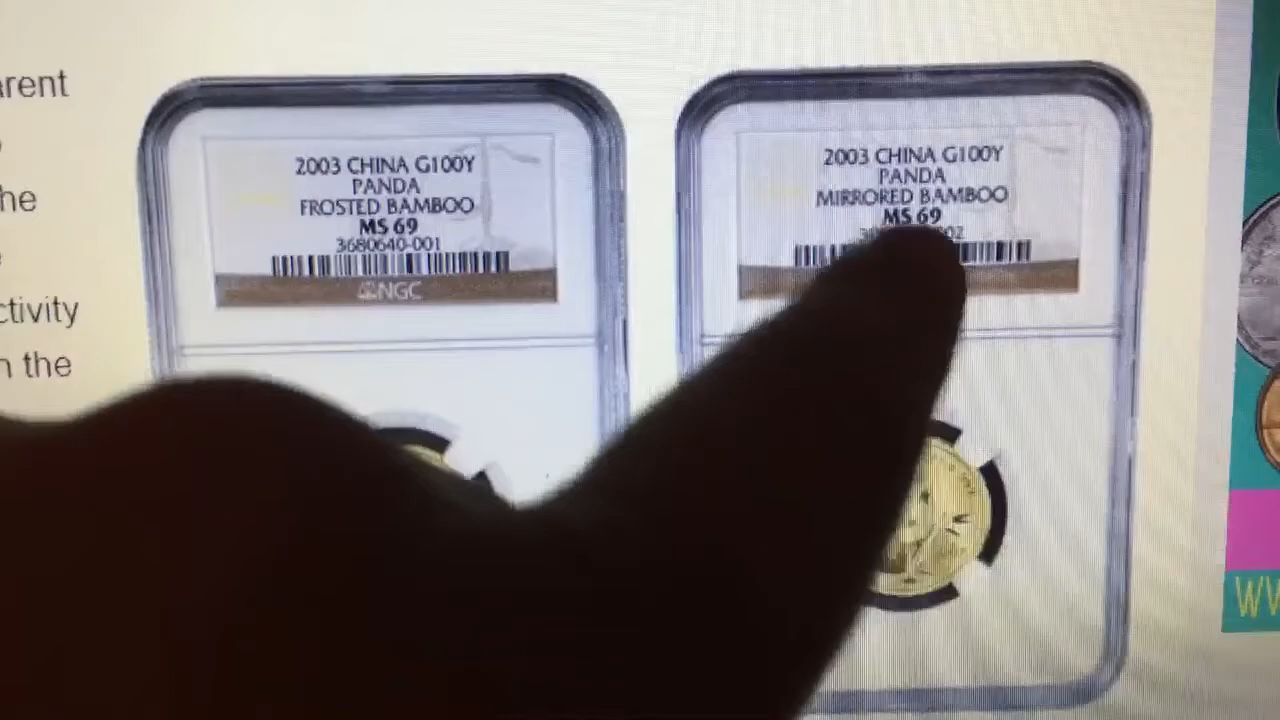 arent
he
ctivity
n the
2003 CHINA G100Y
PANDA
FROSTED BAMBOO
MS 69
3680640-001
NGC
2003 CHINA G100Y
PANDA
MIRRORED BAMBOO
MS 69